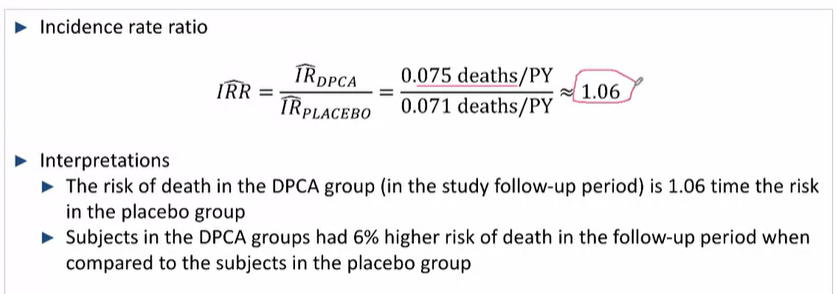 ► Incidence rate ratio
\widehat{IRR} = \frac{\widehat{IR}_{DPCA}}{\widehat{IR}_{PLACEBO}} = \frac{0.075 deaths/PY}{0.071 deaths/PY} ≈ 1.06
► Interpretations
► The risk of death in the DPCA group (in the study follow-up period) is 1.06 time the risk
in the placebo group
► Subjects in the DPCA groups had 6% higher risk of death in the follow-up period when
compared to the subjects in the placebo group